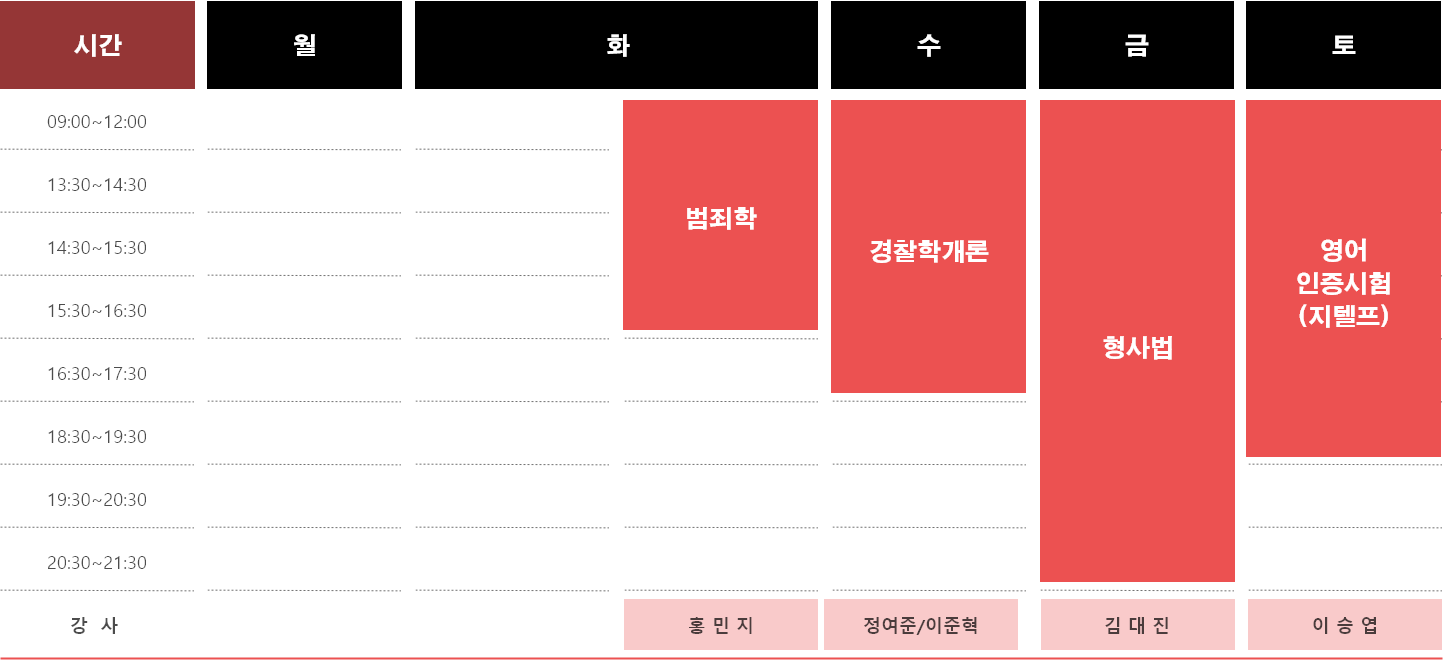 시간 월 화 수 금 토
09:00~12:00
13:30~14:30
범죄학
14:30~15:30
경찰학개론
영어
인증시험
(지텔프)
15:30~16:30
형사법
16:30~17:30
18:30~19:30
19:30~20:30
20:30~21:30
강 사 홍 민 지 정여준/이준혁 김 대 진 이 승 엽